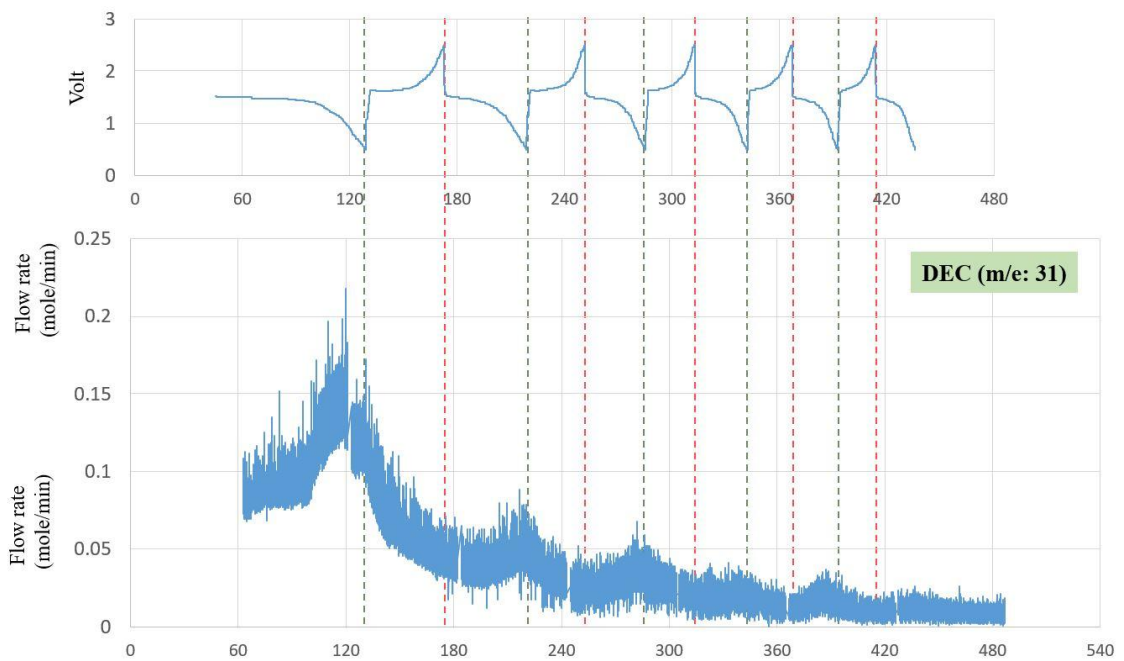 3
2
1
0
Volt
0 60 120 180 240 300 360 420 480
0.25
0.2
0.15
0.1
0.05
0
Flow rate
(mole/min)
Flow rate
(mole/min)
DEC (m/e: 31)
0 60 120 180 240 300 360 420 480 540